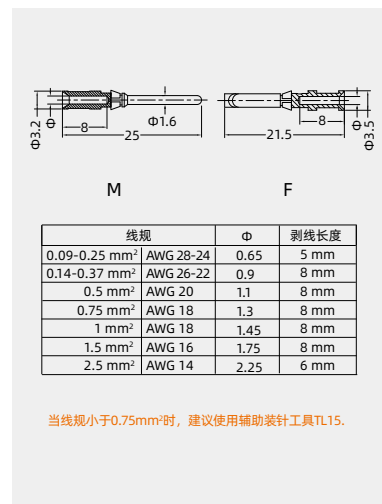 Φ3.2
Φ
8
25
Φ1.6
21.5
8
Φ
Φ3.5
M
F
线规 Φ 剥线长度
0.09-0.25 mm² AWG 28-24 0.65 5 mm
0.14-0.37 mm² AWG 26-22 0.9 8 mm
0.5 mm² AWG 20 1.1 8 mm
0.75 mm² AWG 18 1.3 8 mm
1 mm² AWG 18 1.45 8 mm
1.5 mm² AWG 16 1.75 8 mm
2.5 mm² AWG 14 2.25 6 mm
当线规小于0.75mm²时，建议使用辅助装针工具TL15.